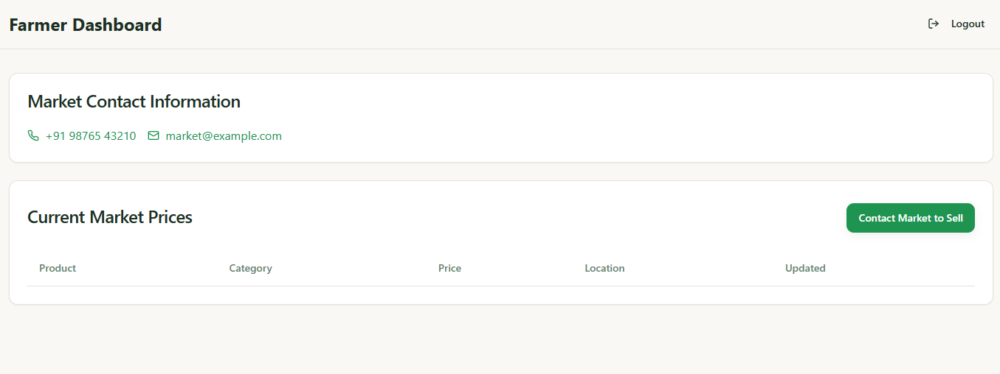 Farmer Dashboard
Logout
Market Contact Information
+91 98765 43210 market@example.com
Current Market Prices
Contact Market to Sell
Product Category Price Location Updated